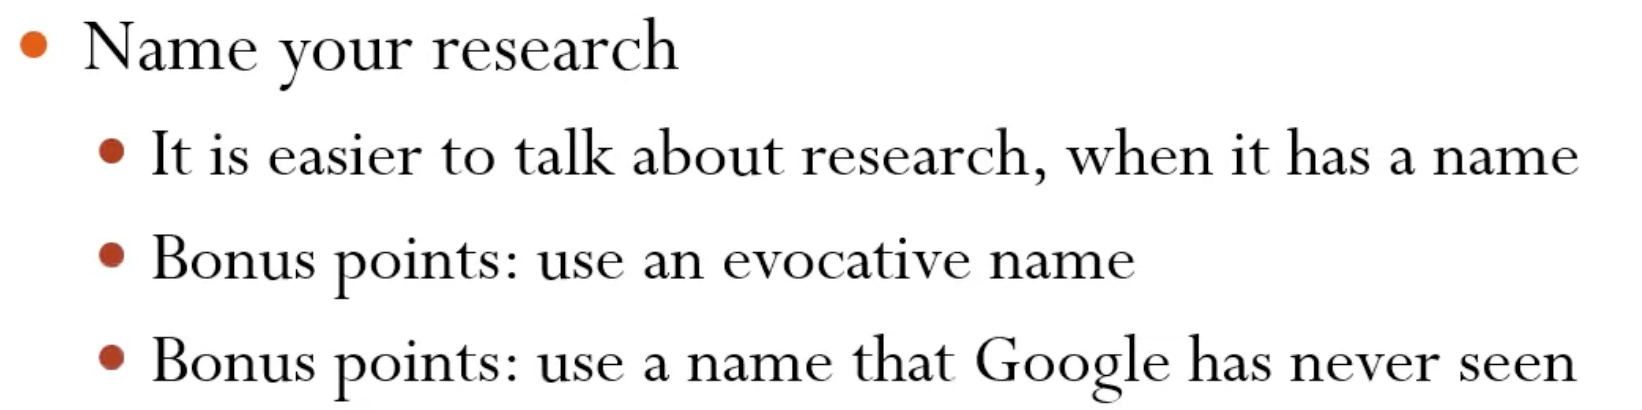 Name your research
It is easier to talk about research, when it has a name
Bonus points: use an evocative name
Bonus points: use a name that Google has never seen